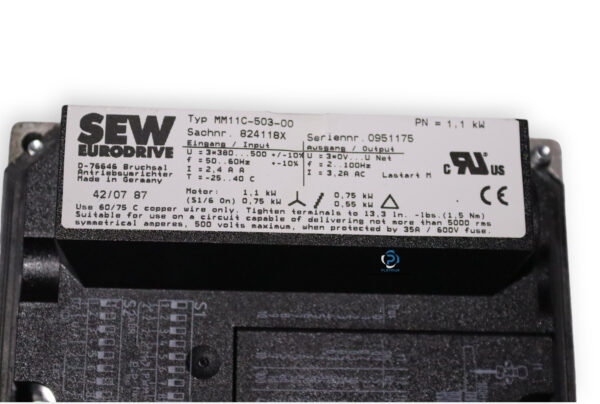 SEW
EURODRIVE
D-76646 Bruchsal
Antriebsumrichter
Made in Germany
42/07 87
Typ MM11C-503-00 PN = 1,1 kW
Sachnr. 824118X Seriennr. 0951175
Eingang / Input Ausgang / Output
U = 3×380...500 +/-10% U = 3×0V... U Net
f = 50..60Hz +-10% f = 2...100Hz
I = 2,4 A A I = 3,2A AC Lastart M
T = -25..40 C
Motor: 1,1 kW 0,75 kW
(S1/6 On) 0,75 kW 0,55 kW
Use 60/75 C copper wire only. Tighten terminals to 13,3 in. -lbs.(1,5 Nm)
Suitable for use on a circuit capable of delivering not more than 5000 rms
symmetrical amperes, 500 volts maximum, when protected by 35A / 600V fuse.
C US
CE
S1